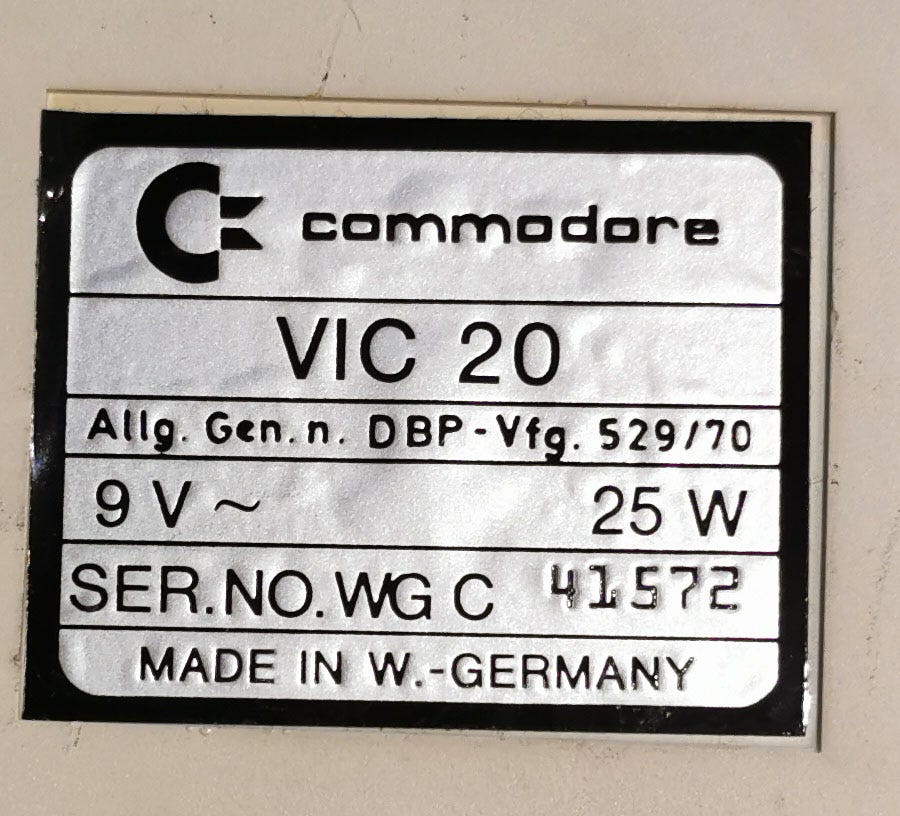 commodore
VIC 20
Allg. Gen. n. DBP-Vfg. 529/70
9 V ~ 25 W
SER.NO.WG C 41572
MADE IN W.-GERMANY